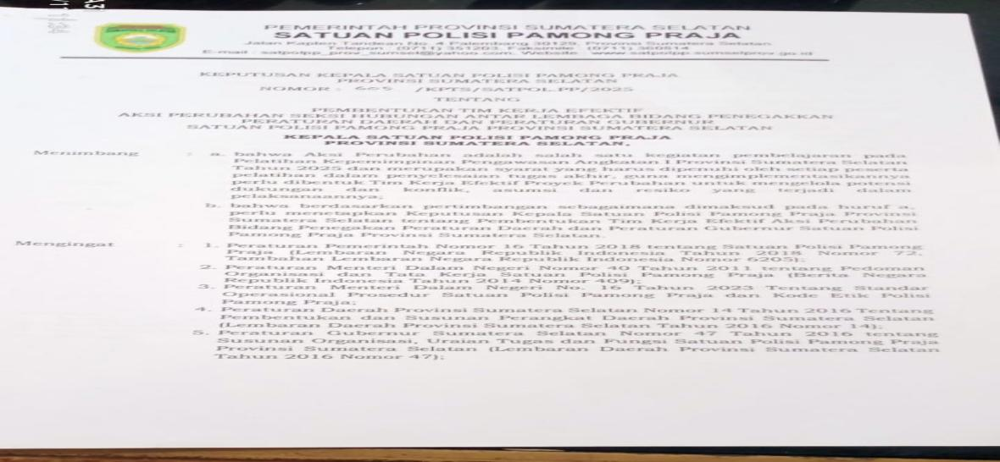 PEMERINTAH PROVINSI SUMATERA SELATAN
SATUAN POLISI PAMONG PRAJA
Jalan Kapten Tandean No. 4 Palembang 30129, Provinsi Sumatera Selatan
Telepon : (0711) 351203, Faksimile : (0711) 360814
E-mail : satpolpp_prov_sumsel@yahoo.com, Website : www.satpolpp.sumselprov.go.id
KEPUTUSAN KEPALA SATUAN POLISI PAMONG PRAJA
PROVINSI SUMATERA SELATAN
NOMOR : /KPTS/SATPOL.PP/2025
TENTANG
PEMBENTUKAN TIM KERJA EFEKTIF
AKSI PERUBAHAN SEKSI HUBUNGAN ANTAR LEMBAGA BIDANG PENEGAKKAN
PERATURAN DAERAH DAN PERATURAN GUBERNUR
SATUAN POLISI PAMONG PRAJA PROVINSI SUMATERA SELATAN
KEPALA SATUAN POLISI PAMONG PRAJA
PROVINSI SUMATERA SELATAN,
Menimbang : a. bahwa Aksi Perubahan adalah salah satu kegiatan pembelajaran pada
Pelatihan Kepemimpinan Pengawasan Angkatan I Provinsi Sumatera Selatan
Tahun 2025 dan merupakan syarat yang harus dipenuhi oleh setiap peserta
pelatihan dalam penyelesaian tugas akhir, guna mengimplementasikannya
perlu dibentuk Tim Kerja Efektif Proyek Perubahan untuk mengelola potensi
dukungan dan konflik, asumsi dan resiko yang terjadi dalam
pelaksanaannya;
b. bahwa berdasarkan pertimbangan sebagaimana dimaksud pada huruf a,
perlu menetapkan Keputusan Kepala Satuan Polisi Pamong Praja Provinsi
Sumatera Selatan tentang Pembentukan Tim Kerja Efektif Aksi Perubahan
Bidang Penegakan Peraturan Daerah dan Peraturan Gubernur Satuan Polisi
Pamong Praja Provinsi Sumatera Selatan.
Mengingat : 1. Peraturan Pemerintah Nomor 16 Tahun 2018 tentang Satuan Polisi Pamong
Praja (Lembaran Negara Republik Indonesia Tahun 2018 Nomor 72,
Tambahan Lembaran Negara Republik Indonesia Nomor 6205);
2. Peraturan Menteri Dalam Negeri Nomor 40 Tahun 2011 tentang Pedoman
Organisasi dan Tata Kerja Satuan Polisi Pamong Praja (Berita Negara
Republik Indonesia Tahun 2014 Nomor 409);
3. Peraturan Menteri Dalam Negeri No. 16 Tahun 2023 Tentang Standar
Operasional Prosedur Satuan Polisi Pamong Praja dan Kode Etik Polisi
Pamong Praja;
4. Peraturan Daerah Provinsi Sumatera Selatan Nomor 14 Tahun 2016 Tentang
Pembentukan dan Susunan Perangkat Daerah Provinsi Sumatera Selatan
(Lembaran Daerah Provinsi Sumatera Selatan Tahun 2016 Nomor 14);
5. Peraturan Gubernur Sumatera Selatan Nomor 47 Tahun 2016 tentang
Susunan Organisasi, Uraian Tugas dan Fungsi Satuan Polisi Pamong Praja
Provinsi Sumatera Selatan (Lembaran Daerah Provinsi Sumatera Selatan
Tahun 2016 Nomor 47);